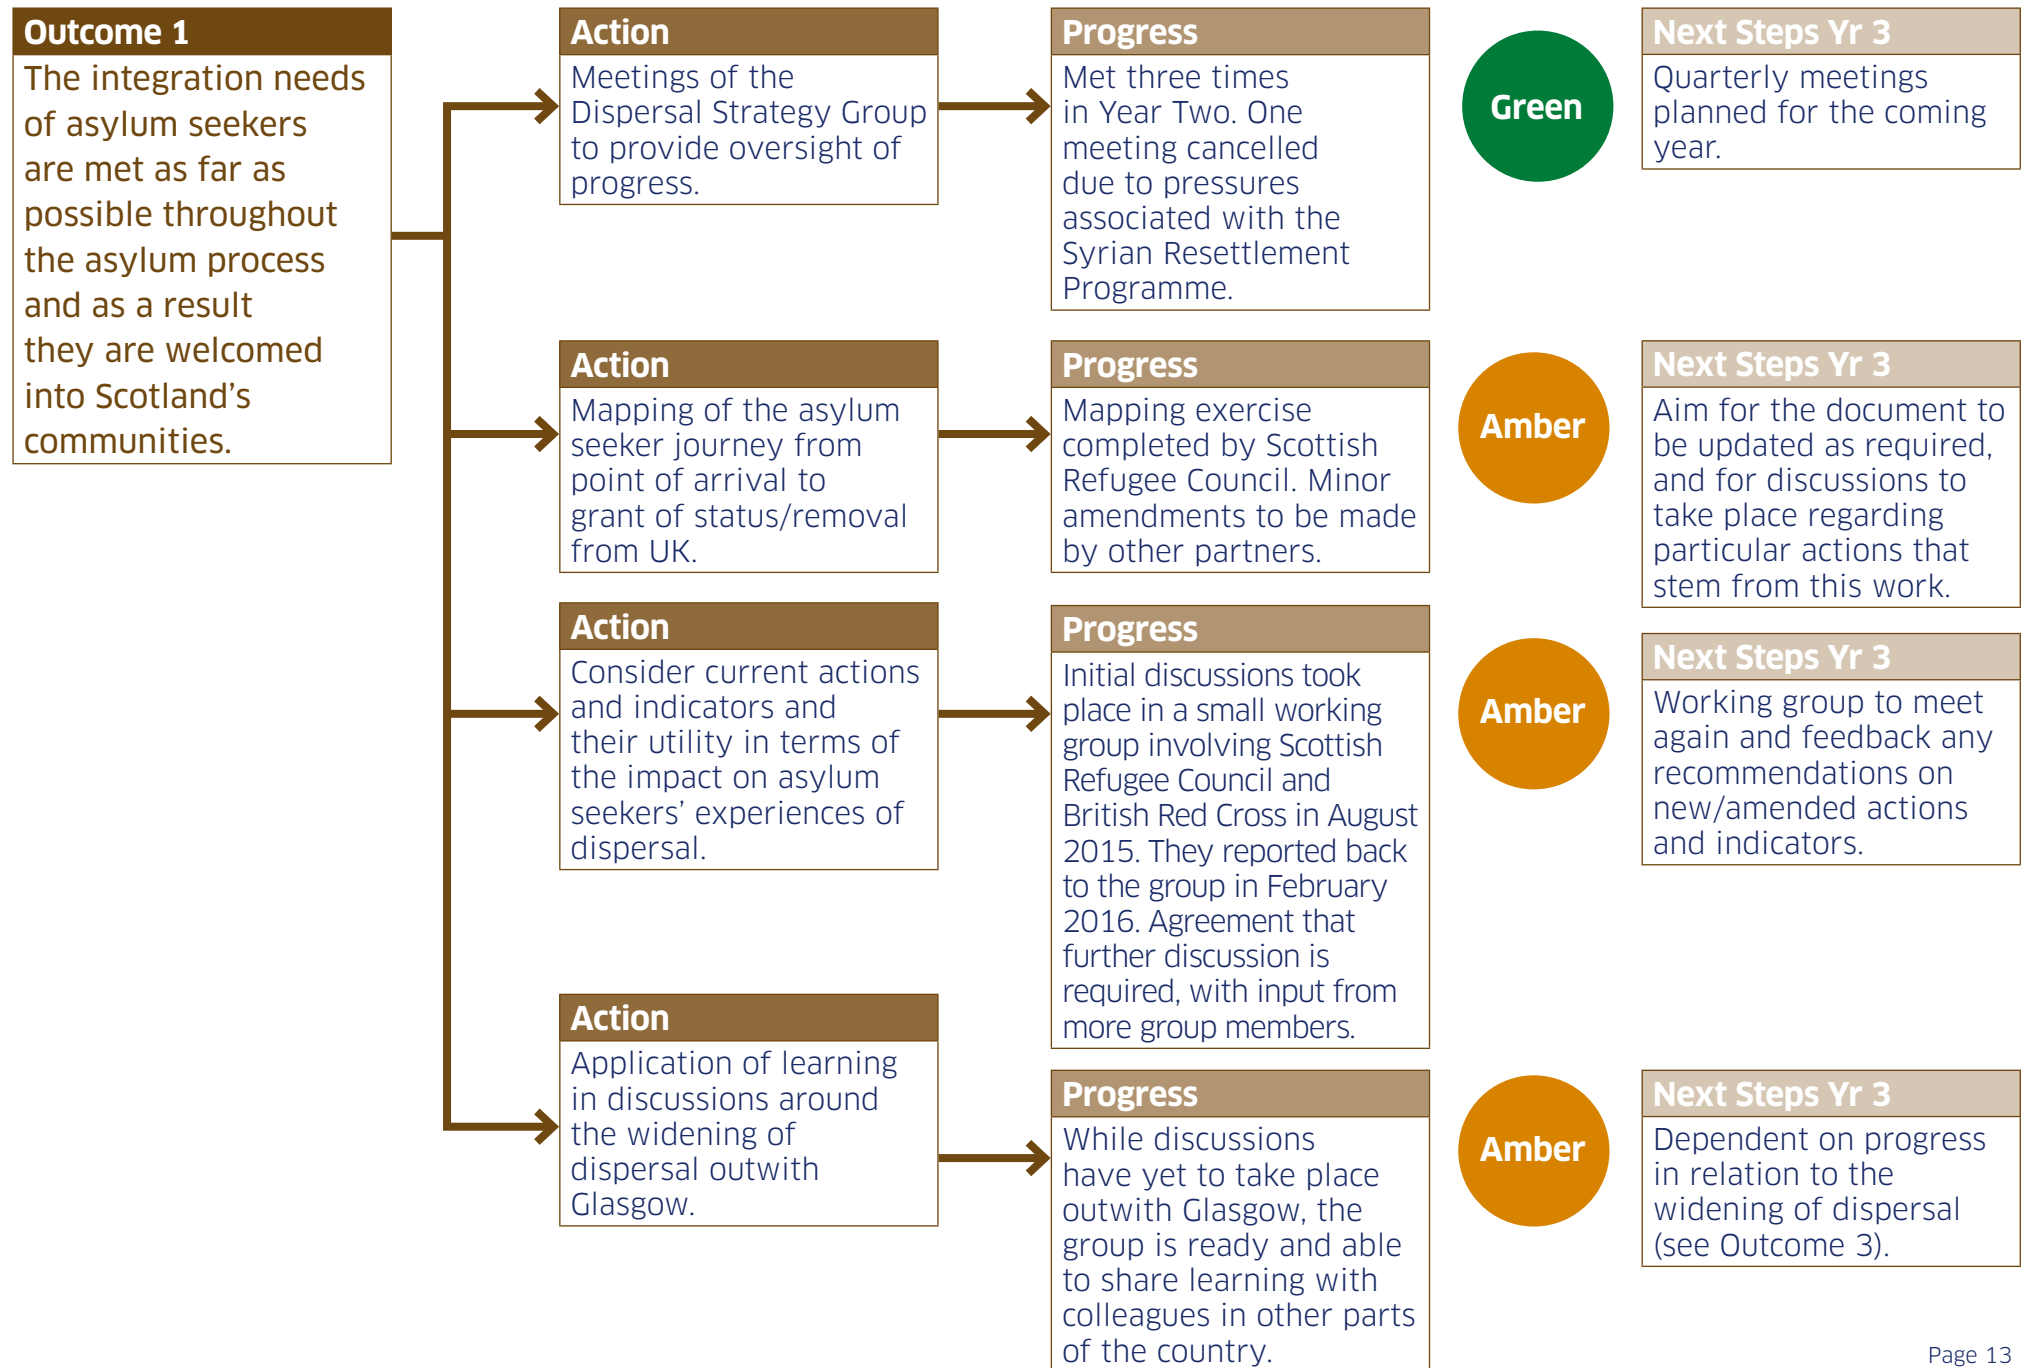 Outcome 1
The integration needs
of asylum seekers
are met as far as
possible throughout
the asylum process
and as a result
they are welcomed
into Scotland's
communities.
Action
Meetings of the
Dispersal Strategy Group
to provide oversight of
progress.
Progress
Met three times
in Year Two. One
meeting cancelled
due to pressures
associated with the
Syrian Resettlement
Programme.
Green
Next Steps Yr 3
Quarterly meetings
planned for the coming
year.
Action
Mapping of the asylum
seeker journey from
point of arrival to
grant of status/removal
from UK.
Progress
Mapping exercise
completed by Scottish
Refugee Council. Minor
amendments to be made
by other partners.
Amber
Next Steps Yr 3
Aim for the document to
be updated as required,
and for discussions to
take place regarding
particular actions that
stem from this work.
Action
Consider current actions
and indicators and
their utility in terms of
the impact on asylum
seekers' experiences of
dispersal.
Progress
Initial discussions took
place in a small working
group involving Scottish
Refugee Council and
British Red Cross in August
2015. They reported back
to the group in February
2016. Agreement that
further discussion is
required, with input from
more group members.
Amber
Next Steps Yr 3
Working group to meet
again and feedback any
recommendations on
new/amended actions
and indicators.
Action
Application of learning
in discussions around
the widening of
dispersal outwith
Glasgow.
Progress
While discussions
have yet to take place
outwith Glasgow, the
group is ready and able
to share learning with
colleagues in other parts
of the country.
Amber
Next Steps Yr 3
Dependent on progress
in relation to the
widening of dispersal
(see Outcome 3).
Page 13